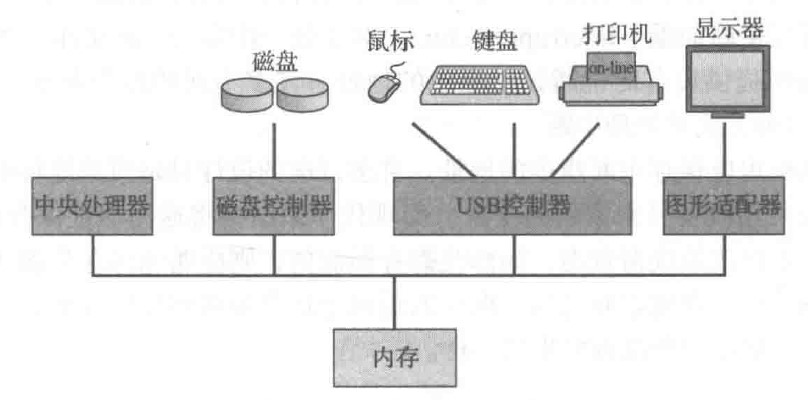 磁盘
鼠标
键盘
打印机
显示器
on-line
中央处理器
磁盘控制器
USB控制器
图形适配器
内存